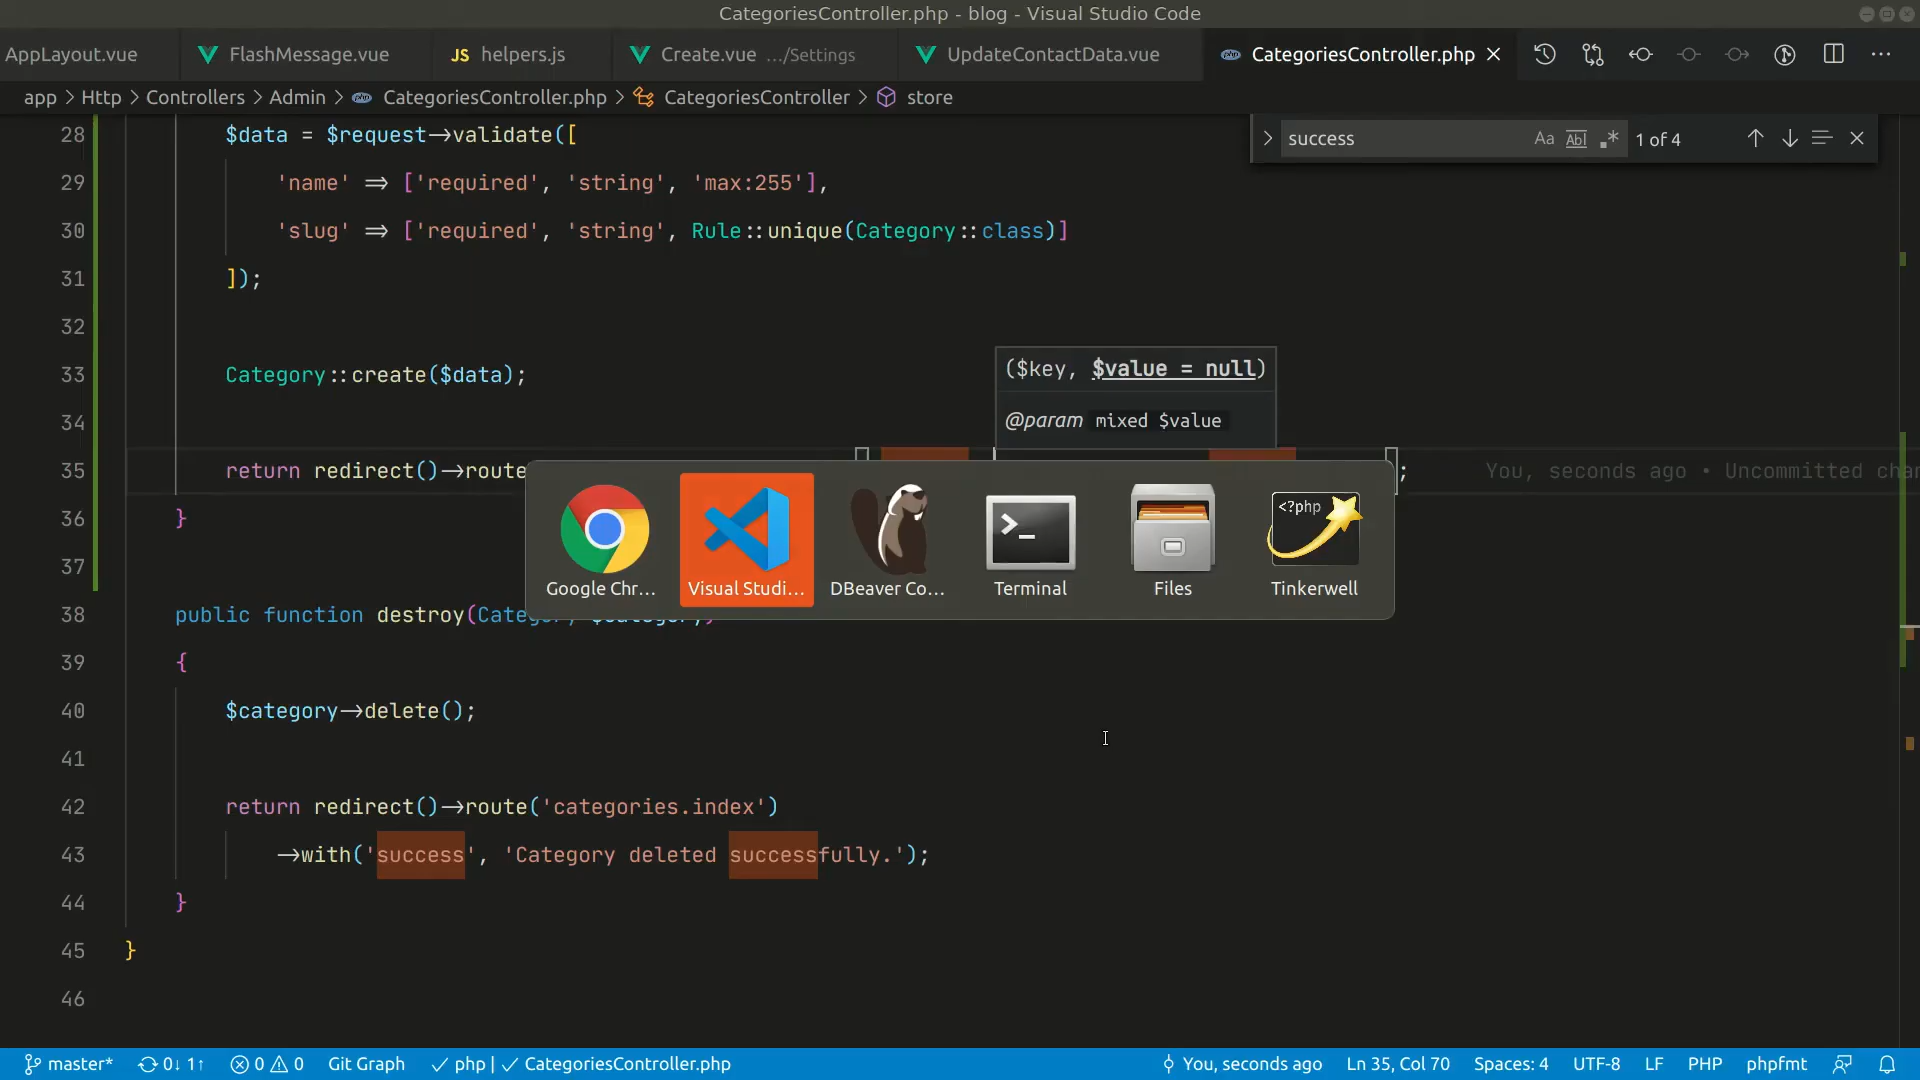 CategoriesController.php - blog - Visual Studio Code
AppLayout.vue FlashMessage.vue JS helpers.js Create.vue .../Settings UpdateContactData.vue CategoriesController.php
app > Http > Controllers > Admin > CategoriesController.php > CategoriesController > store
success Aa Abl .* 1 of 4
28 $data = $request->validate([
29 'name' => ['required', 'string', 'max:255'],
30 'slug' => ['required', 'string', Rule::unique(Category::class)]
31 ]);
32
33 Category::create($data);
($key, $value = null)
@param mixed $value
34
35 return redirect()->route ; You, seconds ago • Uncommitted cha
36 }
37
Google Chr... Visual Studi... DBeaver Co... Terminal Files <?php Tinkerwell
38 public function destroy(Category $category)
39 {
40 $category->delete();
41
42 return redirect()->route('categories.index')
43 ->with('success', 'Category deleted successfully.');
44 }
45 }
46
master* 0↓ 1↑ 0 0 Git Graph ✓ php | ✓ CategoriesController.php You, seconds ago Ln 35, Col 70 Spaces: 4 UTF-8 LF PHP phpfmt